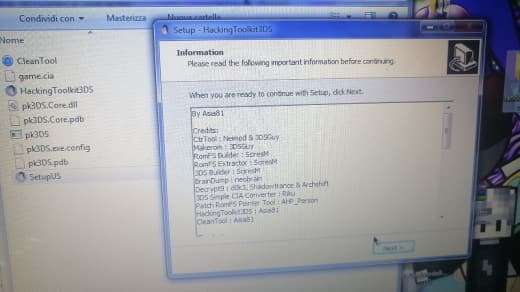 Condividi con
Masterizza
Nuova cartella
Nome
CleanTool
game.cia
HackingToolkit3DS
pk3DS.Core.dll
pk3DS.Core.pdb
pk3DS
pk3DS.exe.config
pk3DS.pdb
SetupUS
Setup - HackingToolkit3DS
Information
Please read the following important information before continuing.
When you are ready to continue with Setup, click Next.
By Asia81
Credits:
CtrTool : Neimod & 3DSGuy
Makerom : 3DSGuy
RomFS Builder : SciresM
RomFS Extractor : SciresM
3DS Builder : SciresM
BrainDump : neobrain
Decrypt9 : d0k3, Shadowtrance & Archshift
3DS Simple CIA Converter : Riku
Patch RomFS Pointer Tool : AHP_Person
HackingToolkit3DS : Asia81
CleanTool : Asia81
Next >